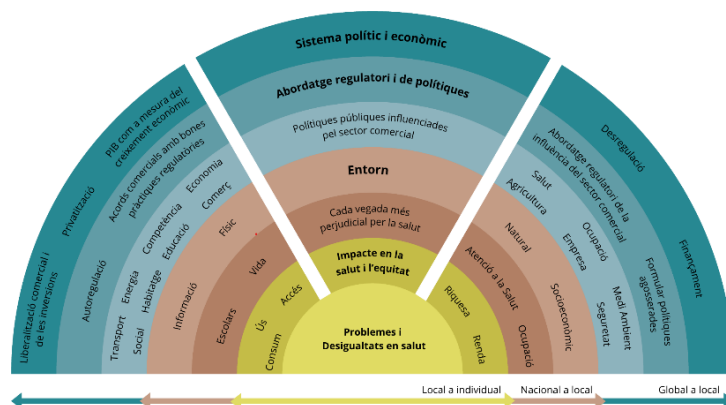 Sistema polític i econòmic
Abordatge regulatori i de polítiques
Polítiques públiques influenciades
pel sector comercial
Entorn
Cada vegada més
perjudicial per la salut
Impacte en la
salut i l'equitat
Problemes i
Desigualtats en salut
PIB com a mesura del
creixement econòmic
Privatització
Liberalització comercial i
de les inversions
Acords comercials amb bones
pràctiques regulatòries
Autoregulació
Economia
Comerç
Competència
Educació
Energia
Habitatge
Transport
Social
Físic
Informació
Vida
Escolars
Accés
Ús
Consum
Desregulació
Finançament
Abordatge regulatori de la
influència del sector comercial
Formular polítiques
agosserades
Salut
Agricultura
Ocupació
Empresa
Medi Ambient
Seguretat
Natural
Socioeconòmic
Atenció a la Salut
Ocupació
Riquesa
Renda
Local a individual
Nacional a local
Global a local